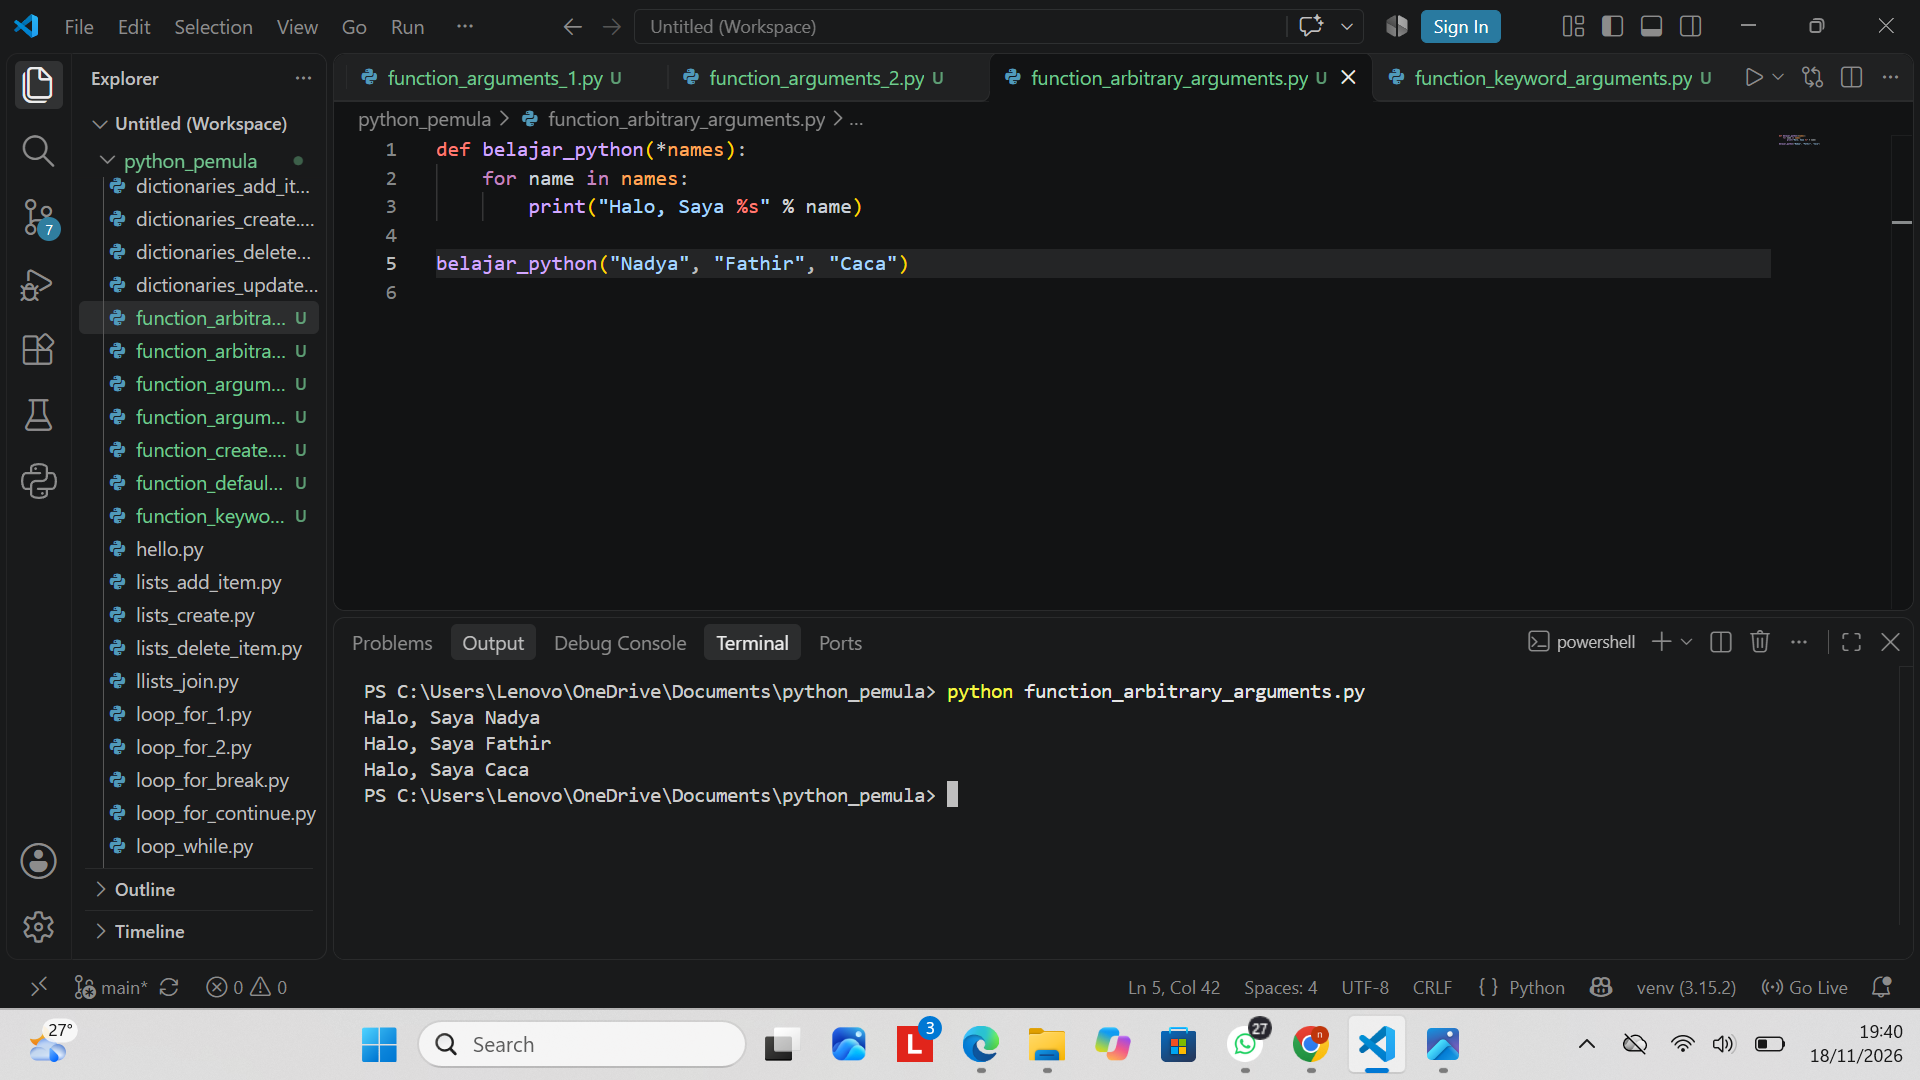 File Edit Selection View Go Run ··· Untitled (Workspace) Sign In
Explorer ···
function_arguments_1.py U function_arguments_2.py U function_arbitrary_arguments.py U function_keyword_arguments.py U ···
Untitled (Workspace)
python_pemula
dictionaries_add_it...
dictionaries_create....
dictionaries_delete...
dictionaries_update...
function_arbitra... U
function_arbitra... U
function_argum... U
function_argum... U
function_create.... U
function_defaul... U
function_keywo... U
hello.py
lists_add_item.py
lists_create.py
lists_delete_item.py
llists_join.py
loop_for_1.py
loop_for_2.py
loop_for_break.py
loop_for_continue.py
loop_while.py
Outline
Timeline
7
python_pemula > function_arbitrary_arguments.py > ...
1 def belajar_python(*names):
2 for name in names:
3 print("Halo, Saya %s" % name)
4
5 belajar_python("Nadya", "Fathir", "Caca")
6
Problems Output Debug Console Terminal Ports powershell ···
PS C:\Users\Lenovo\OneDrive\Documents\python_pemula> python function_arbitrary_arguments.py
Halo, Saya Nadya
Halo, Saya Fathir
Halo, Saya Caca
PS C:\Users\Lenovo\OneDrive\Documents\python_pemula>
main* 0 0 Ln 5, Col 42 Spaces: 4 UTF-8 CRLF { } Python venv (3.15.2) Go Live
27° Search L 3 27 n 19:40
18/11/2026